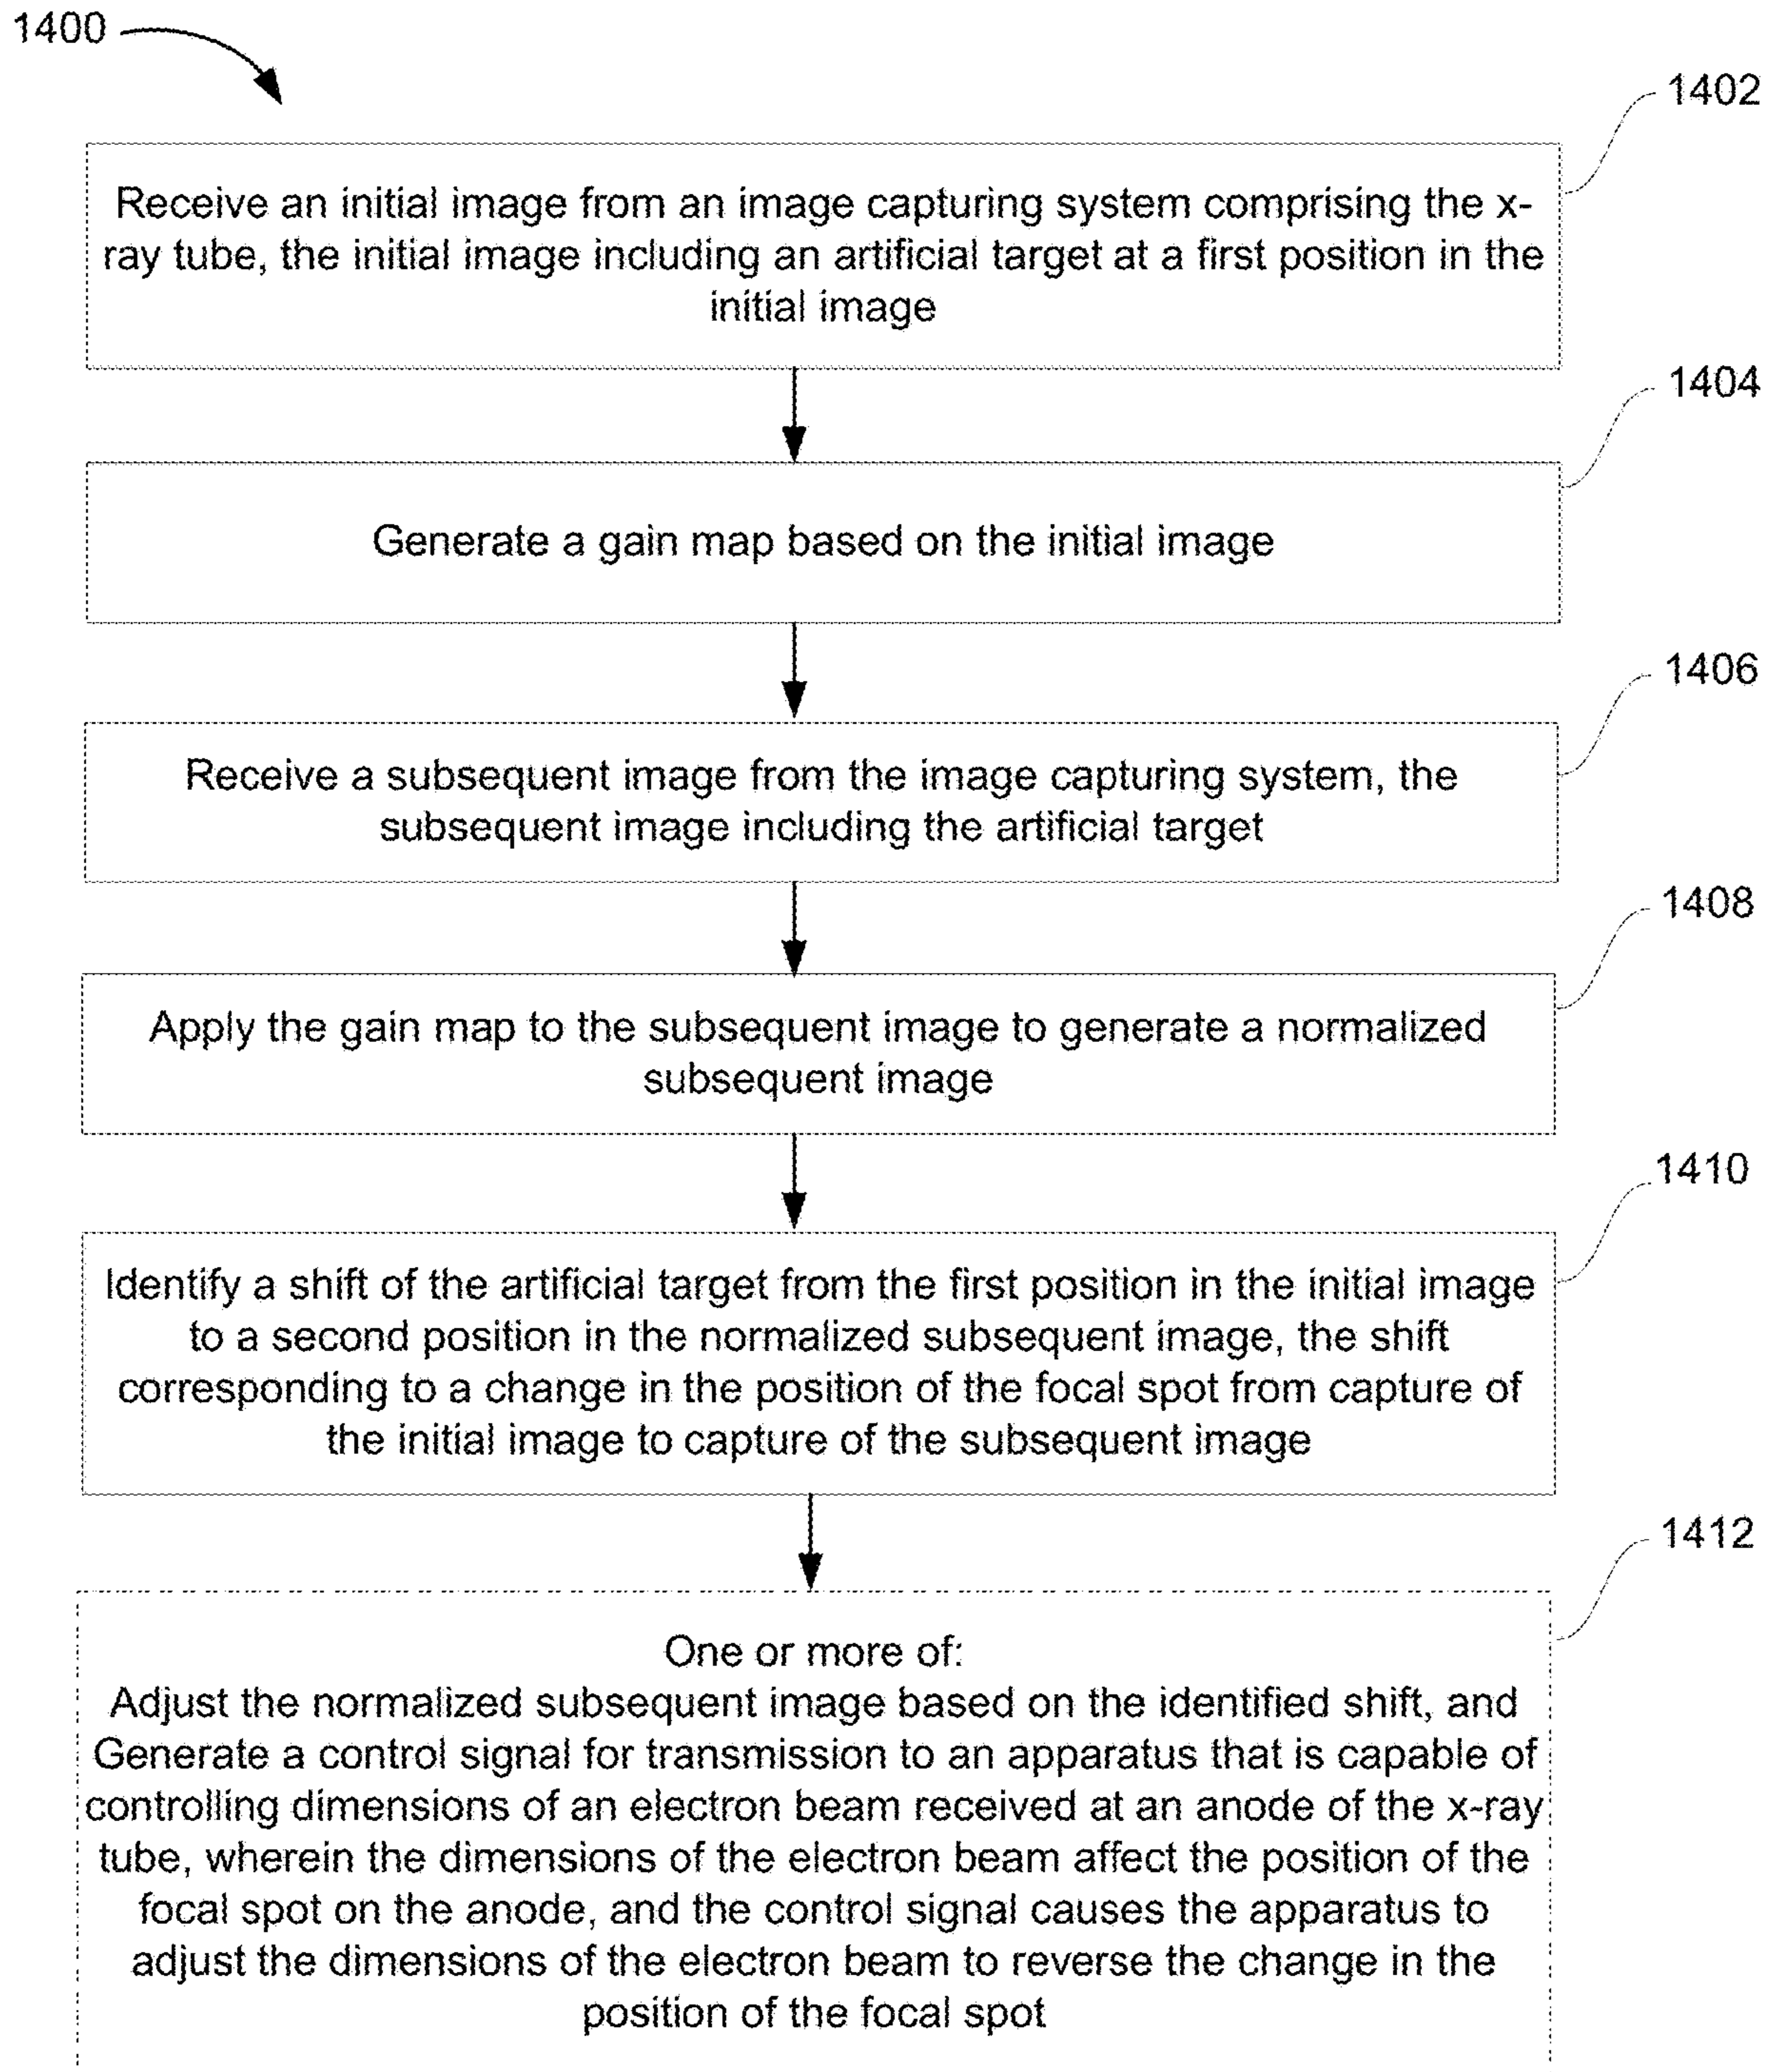 1400
1402
Receive an initial image from an image capturing system comprising the x-
ray tube, the initial image including an artificial target at a first position in the
initial image
1404
Generate a gain map based on the initial image
1406
Receive a subsequent image from the image capturing system, the
subsequent image including the artificial target
1408
Apply the gain map to the subsequent image to generate a normalized
subsequent image
1410
Identify a shift of the artificial target from the first position in the initial image
to a second position in the normalized subsequent image, the shift
corresponding to a change in the position of the focal spot from capture of
the initial image to capture of the subsequent image
1412
One or more of:
Adjust the normalized subsequent image based on the identified shift, and
Generate a control signal for transmission to an apparatus that is capable of
controlling dimensions of an electron beam received at an anode of the x-ray
tube, wherein the dimensions of the electron beam affect the position of the
focal spot on the anode, and the control signal causes the apparatus to
adjust the dimensions of the electron beam to reverse the change in the
position of the focal spot